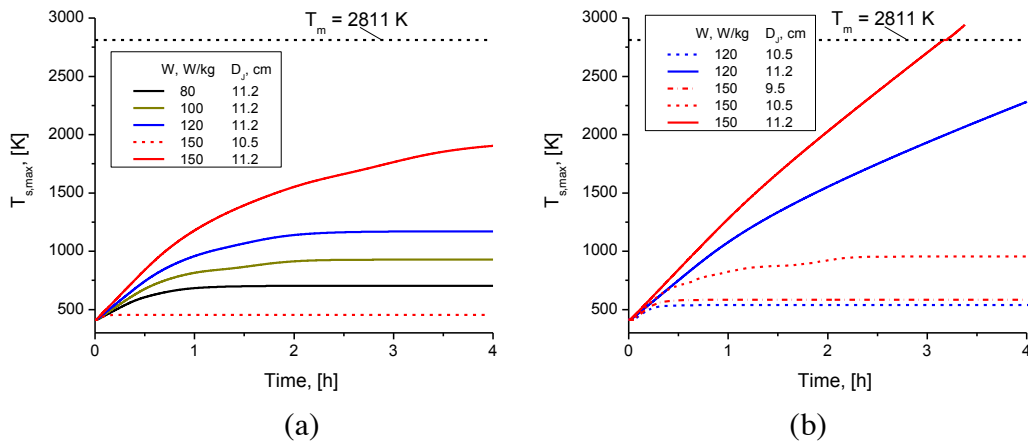 T_m = 2811 K
W, W/kg D_J, cm
80 11.2
100 11.2
120 11.2
150 10.5
150 11.2
3000
2500
2000
1500
1000
500
T_s,max, [K]
0 1 2 3 4
Time, [h]
(a)
T_m = 2811 K
W, W/kg D_J, cm
120 10.5
120 11.2
150 9.5
150 10.5
150 11.2
3000
2500
2000
1500
1000
500
T_s,max, [K]
0 1 2 3 4
Time, [h]
(b)